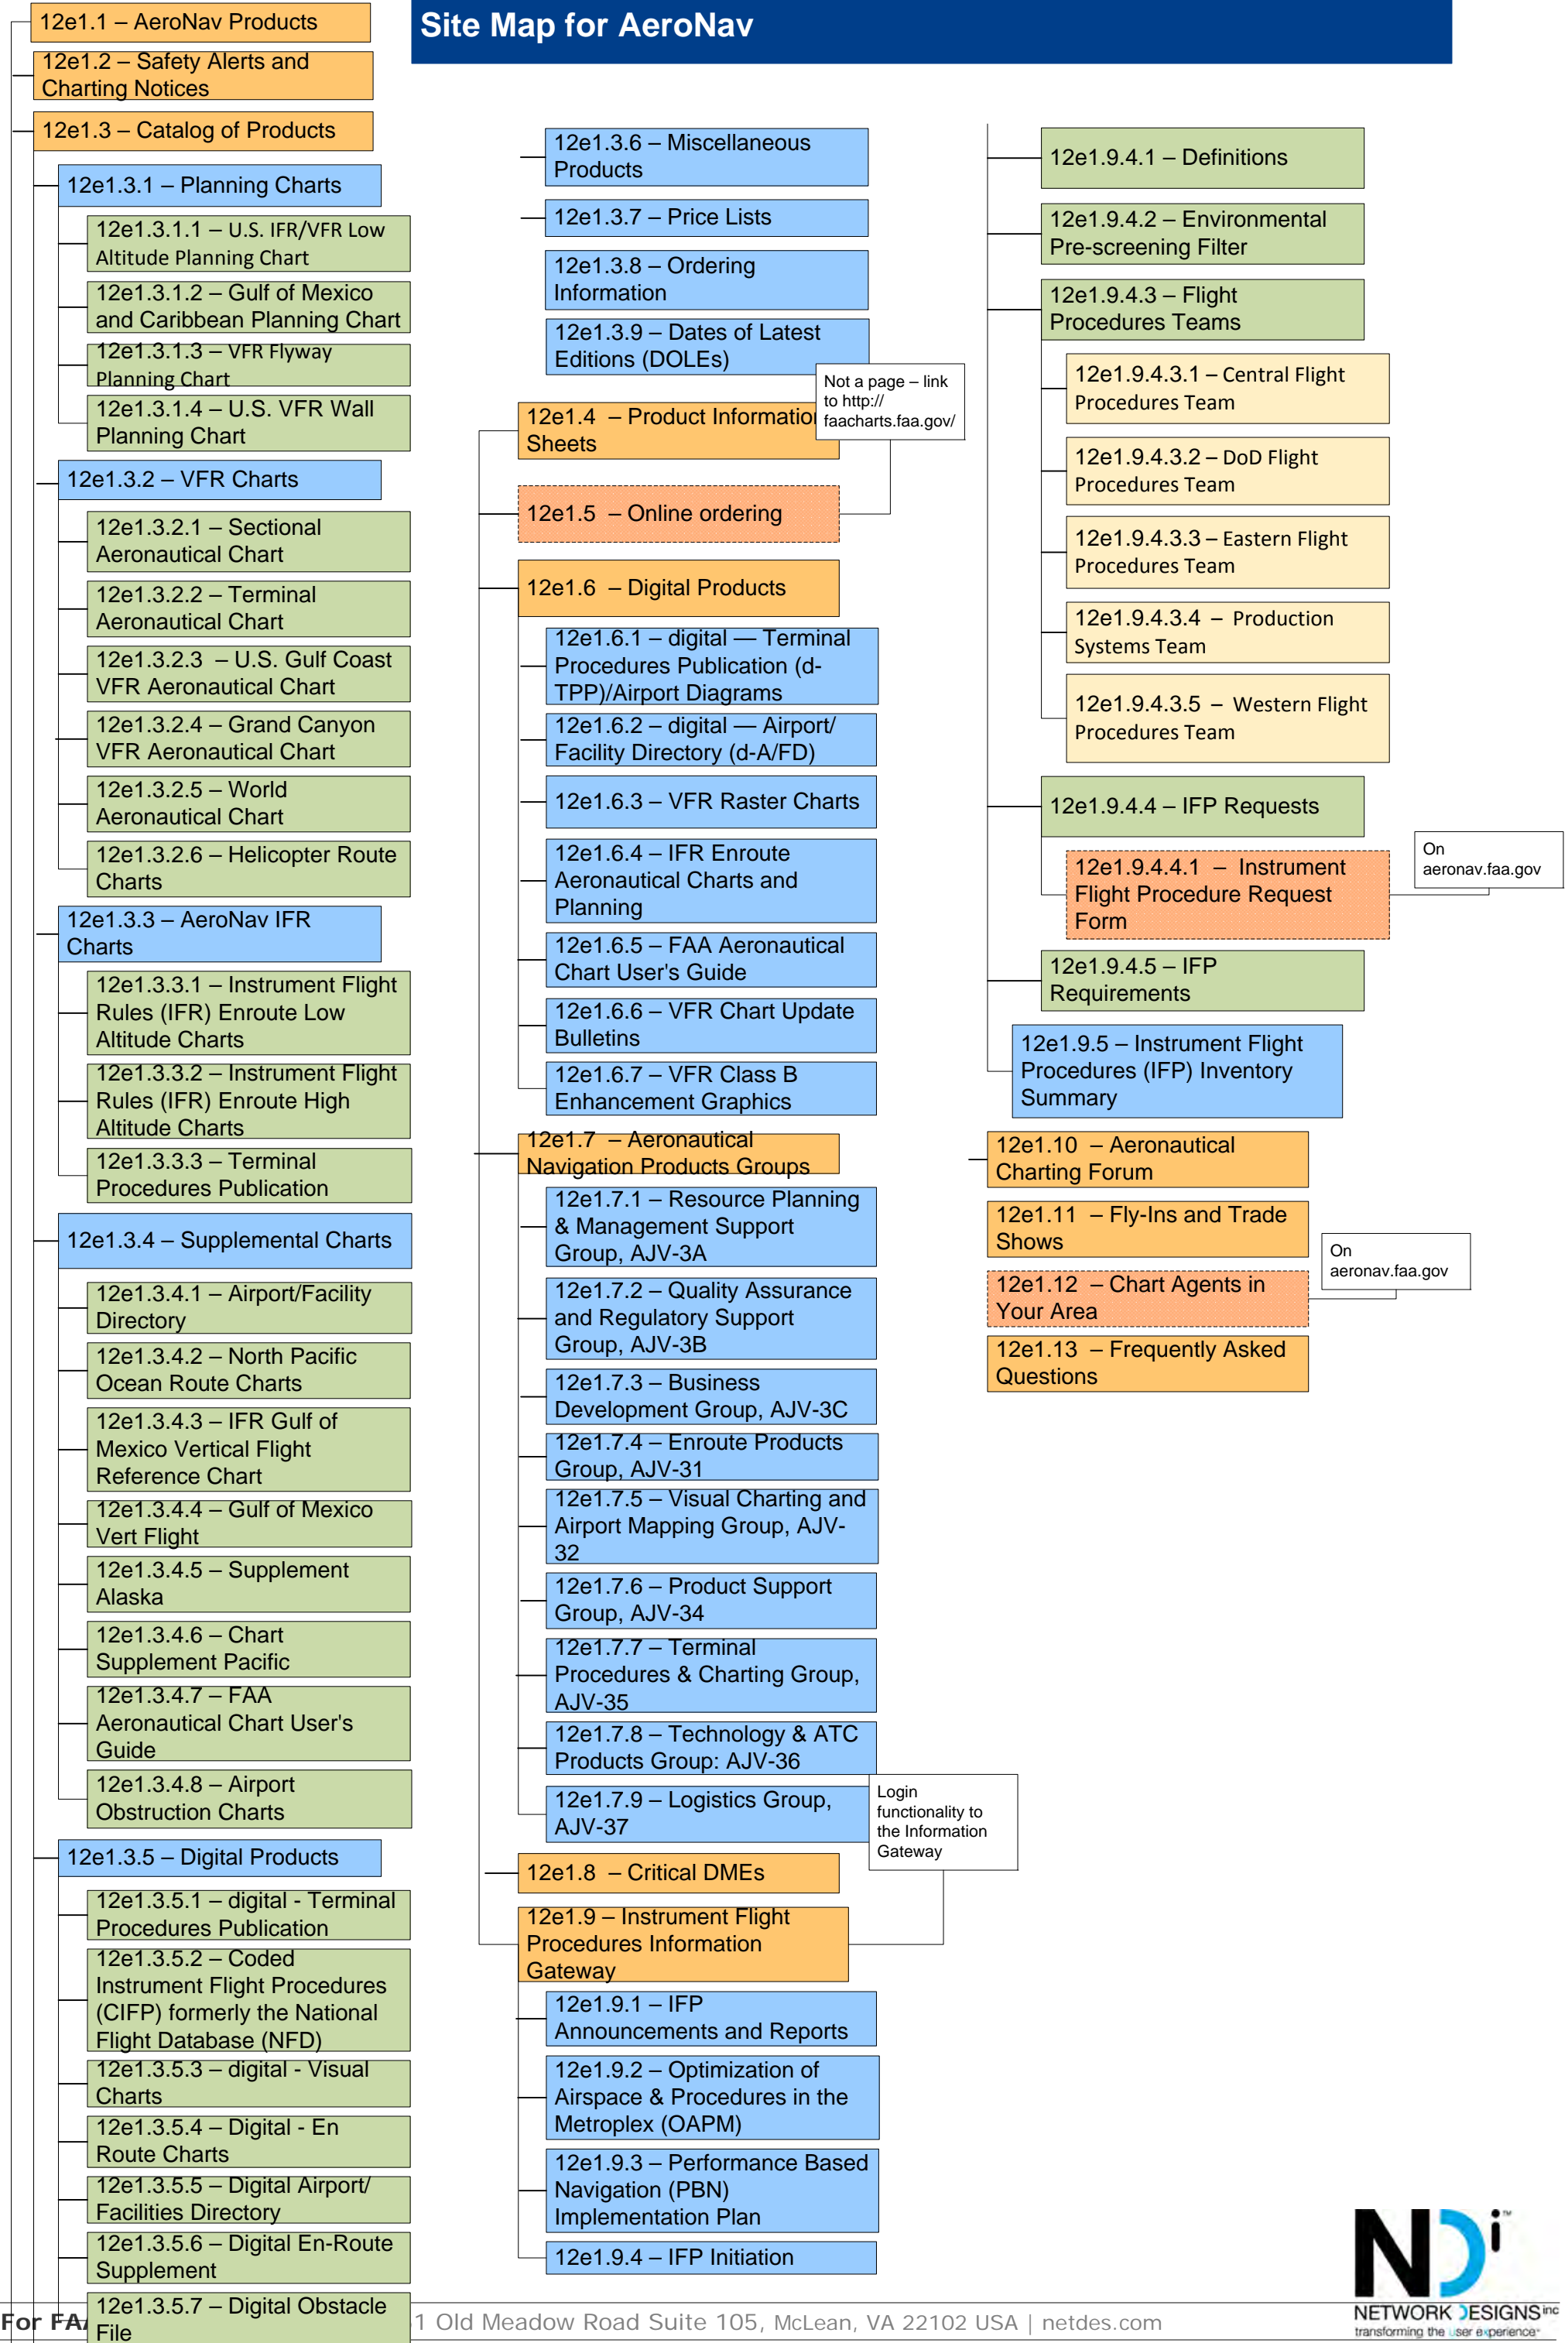 Site Map for AeroNav
12e1.1 – AeroNav Products
12e1.2 – Safety Alerts and
Charting Notices
12e1.3 – Catalog of Products
12e1.3.1 – Planning Charts
12e1.3.1.1 – U.S. IFR/VFR Low
Altitude Planning Chart
12e1.3.1.2 – Gulf of Mexico
and Caribbean Planning Chart
12e1.3.1.3 – VFR Flyway
Planning Chart
12e1.3.1.4 – U.S. VFR Wall
Planning Chart
12e1.3.2 – VFR Charts
12e1.3.2.1 – Sectional
Aeronautical Chart
12e1.3.2.2 – Terminal
Aeronautical Chart
12e1.3.2.3 – U.S. Gulf Coast
VFR Aeronautical Chart
12e1.3.2.4 – Grand Canyon
VFR Aeronautical Chart
12e1.3.2.5 – World
Aeronautical Chart
12e1.3.2.6 – Helicopter Route
Charts
12e1.3.3 – AeroNav IFR
Charts
12e1.3.3.1 – Instrument Flight
Rules (IFR) Enroute Low
Altitude Charts
12e1.3.3.2 – Instrument Flight
Rules (IFR) Enroute High
Altitude Charts
12e1.3.3.3 – Terminal
Procedures Publication
12e1.3.4 – Supplemental Charts
12e1.3.4.1 – Airport/Facility
Directory
12e1.3.4.2 – North Pacific
Ocean Route Charts
12e1.3.4.3 – IFR Gulf of
Mexico Vertical Flight
Reference Chart
12e1.3.4.4 – Gulf of Mexico
Vert Flight
12e1.3.4.5 – Supplement
Alaska
12e1.3.4.6 – Chart
Supplement Pacific
12e1.3.4.7 – FAA
Aeronautical Chart User's
Guide
12e1.3.4.8 – Airport
Obstruction Charts
12e1.3.5 – Digital Products
12e1.3.5.1 – digital - Terminal
Procedures Publication
12e1.3.5.2 – Coded
Instrument Flight Procedures
(CIFP) formerly the National
Flight Database (NFD)
12e1.3.5.3 – digital - Visual
Charts
12e1.3.5.4 – Digital - En
Route Charts
12e1.3.5.5 – Digital Airport/
Facilities Directory
12e1.3.5.6 – Digital En-Route
Supplement
12e1.3.5.7 – Digital Obstacle
File
12e1.3.6 – Miscellaneous
Products
12e1.3.7 – Price Lists
12e1.3.8 – Ordering
Information
12e1.3.9 – Dates of Latest
Editions (DOLEs)
Not a page – link
to http://
faacharts.faa.gov/
12e1.4 – Product Information
Sheets
12e1.5 – Online ordering
12e1.6 – Digital Products
12e1.6.1 – digital — Terminal
Procedures Publication (d-
TPP)/Airport Diagrams
12e1.6.2 – digital — Airport/
Facility Directory (d-A/FD)
12e1.6.3 – VFR Raster Charts
12e1.6.4 – IFR Enroute
Aeronautical Charts and
Planning
12e1.6.5 – FAA Aeronautical
Chart User's Guide
12e1.6.6 – VFR Chart Update
Bulletins
12e1.6.7 – VFR Class B
Enhancement Graphics
12e1.7 – Aeronautical
Navigation Products Groups
12e1.7.1 – Resource Planning
& Management Support
Group, AJV-3A
12e1.7.2 – Quality Assurance
and Regulatory Support
Group, AJV-3B
12e1.7.3 – Business
Development Group, AJV-3C
12e1.7.4 – Enroute Products
Group, AJV-31
12e1.7.5 – Visual Charting and
Airport Mapping Group, AJV-
32
12e1.7.6 – Product Support
Group, AJV-34
12e1.7.7 – Terminal
Procedures & Charting Group,
AJV-35
12e1.7.8 – Technology & ATC
Products Group: AJV-36
12e1.7.9 – Logistics Group,
AJV-37
Login
functionality to
the Information
Gateway
12e1.8 – Critical DMEs
12e1.9 – Instrument Flight
Procedures Information
Gateway
12e1.9.1 – IFP
Announcements and Reports
12e1.9.2 – Optimization of
Airspace & Procedures in the
Metroplex (OAPM)
12e1.9.3 – Performance Based
Navigation (PBN)
Implementation Plan
12e1.9.4 – IFP Initiation
12e1.9.4.1 – Definitions
12e1.9.4.2 – Environmental
Pre-screening Filter
12e1.9.4.3 – Flight
Procedures Teams
12e1.9.4.3.1 – Central Flight
Procedures Team
12e1.9.4.3.2 – DoD Flight
Procedures Team
12e1.9.4.3.3 – Eastern Flight
Procedures Team
12e1.9.4.3.4 – Production
Systems Team
12e1.9.4.3.5 – Western Flight
Procedures Team
12e1.9.4.4 – IFP Requests
On
aeronav.faa.gov
12e1.9.4.4.1 – Instrument
Flight Procedure Request
Form
12e1.9.4.5 – IFP
Requirements
12e1.9.5 – Instrument Flight
Procedures (IFP) Inventory
Summary
12e1.10 – Aeronautical
Charting Forum
12e1.11 – Fly-Ins and Trade
Shows
On
aeronav.faa.gov
12e1.12 – Chart Agents in
Your Area
12e1.13 – Frequently Asked
Questions
NDi™
NETWORK DESIGNS inc
transforming the user experience
For FAA 1 Old Meadow Road Suite 105, McLean, VA 22102 USA | netdes.com